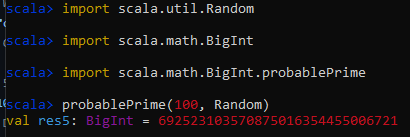 scala> import scala.util.Random
scala> import scala.math.BigInt
scala> import scala.math.BigInt.probablePrime
scala> probablePrime(100, Random)
val res5: BigInt = 692523103570875016354455006721